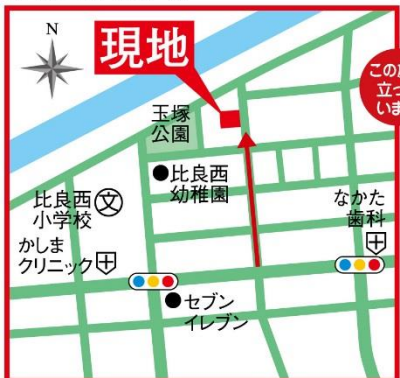 N
現地
この旗
立っ
いま
玉塚
公園
比良西
幼稚園
比良西
小学校
文
かしま
クリニック
なかた
歯科
セブン
イレブン